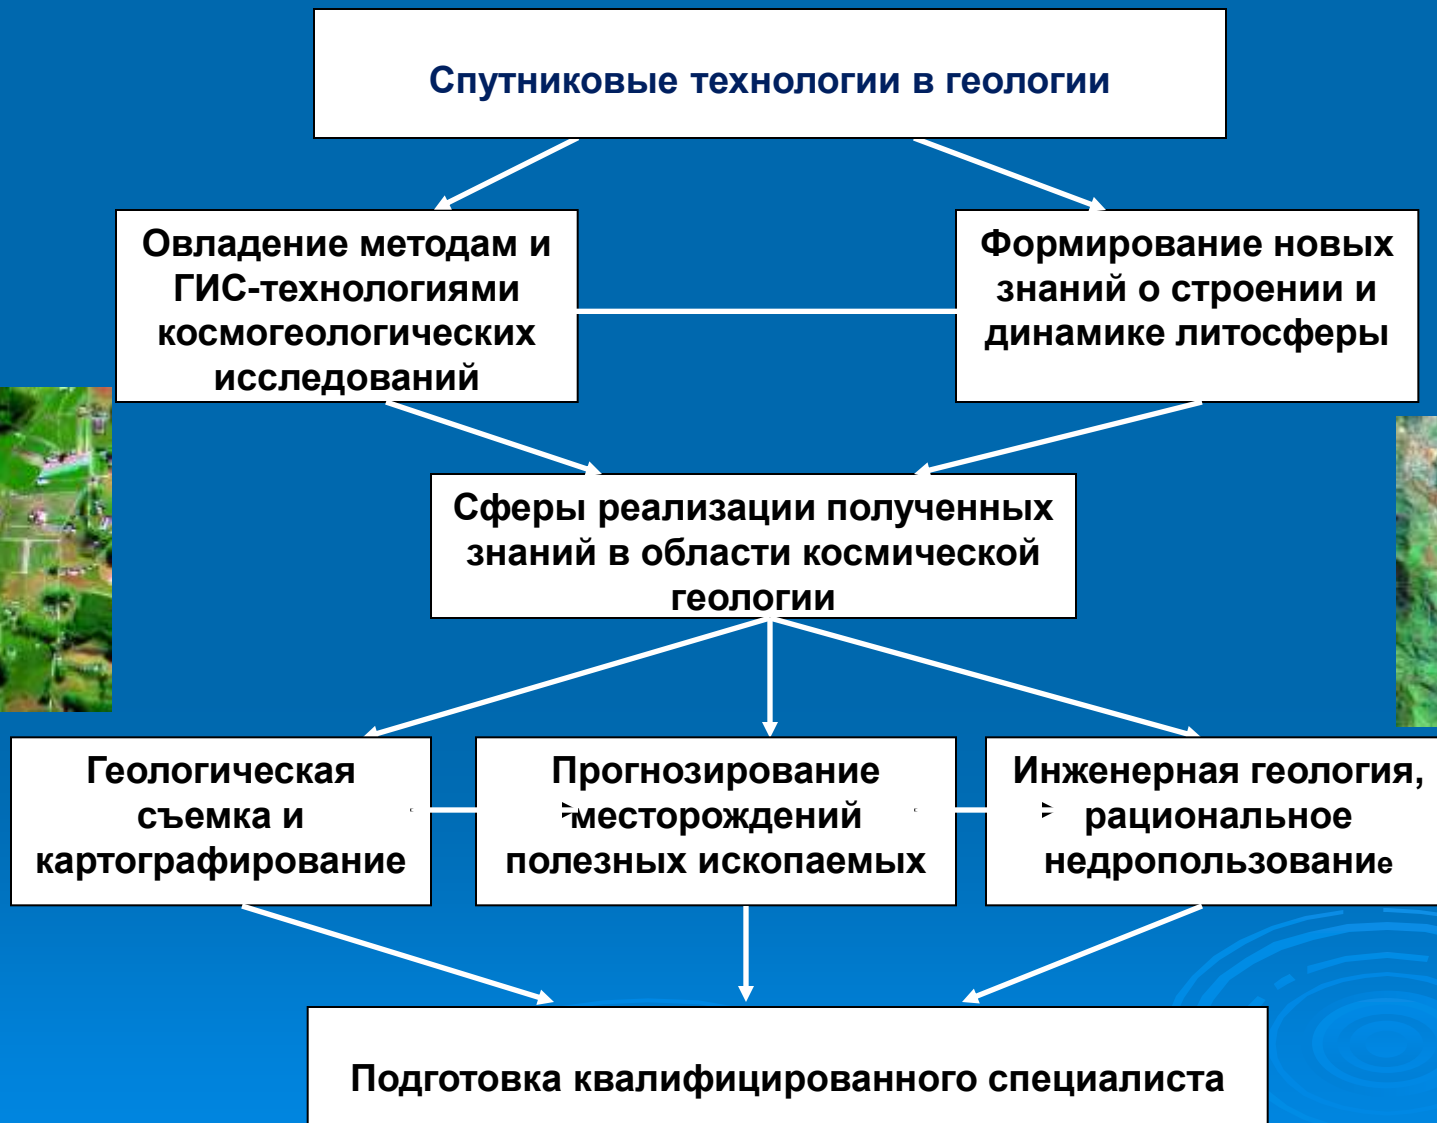 Спутниковые технологии в геологии
Овладение методам и
ГИС-технологиями
космогеологических
исследований
Формирование новых
знаний о строении и
динамике литосферы
Сферы реализации полученных
знаний в области космической
геологии
Геологическая
съемка и
картографирование
Прогнозирование
месторождений
полезных ископаемых
Инженерная геология,
рациональное
недропользование
Подготовка квалифицированного специалиста